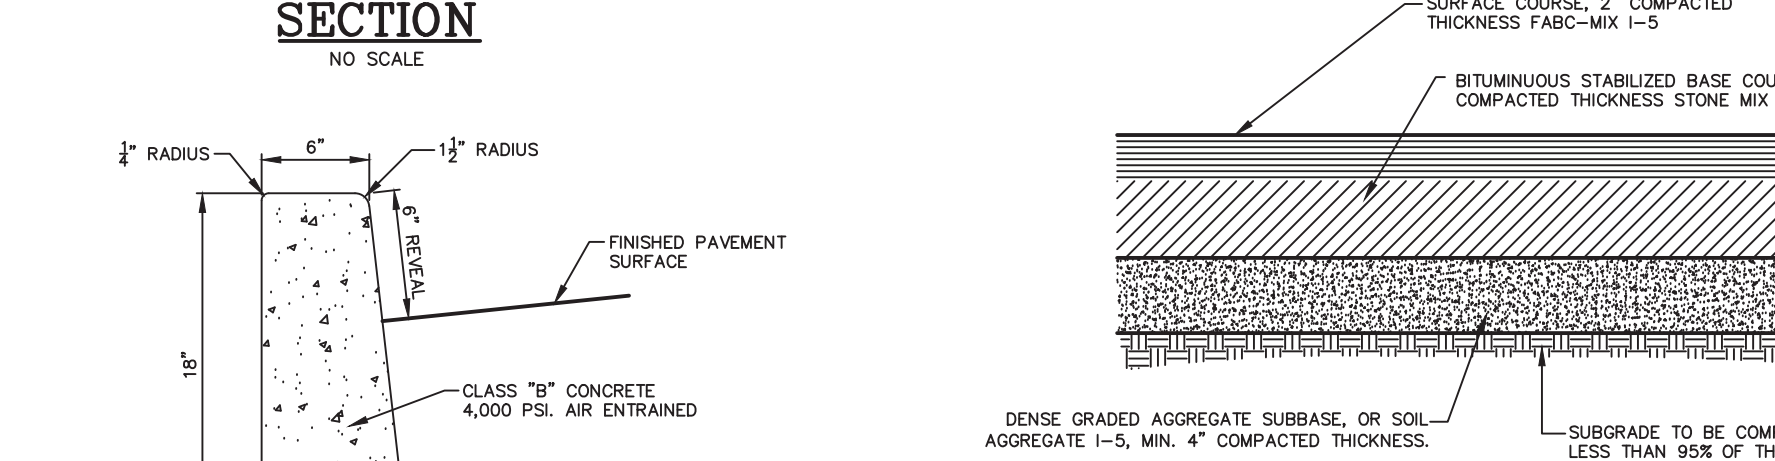 SECTION
NO SCALE
1/4" RADIUS
6"
1 1/2" RADIUS
6" REVEAL
FINISHED PAVEMENT
SURFACE
18"
CLASS "B" CONCRETE
4,000 PSI. AIR ENTRAINED
SURFACE COURSE, 2" COMPACTED
THICKNESS FABC-MIX I-5
BITUMINUOUS STABILIZED BASE COU
COMPACTED THICKNESS STONE MIX
DENSE GRADED AGGREGATE SUBBASE, OR SOIL
AGGREGATE I-5, MIN. 4" COMPACTED THICKNESS.
SUBGRADE TO BE COMP
LESS THAN 95% OF TH